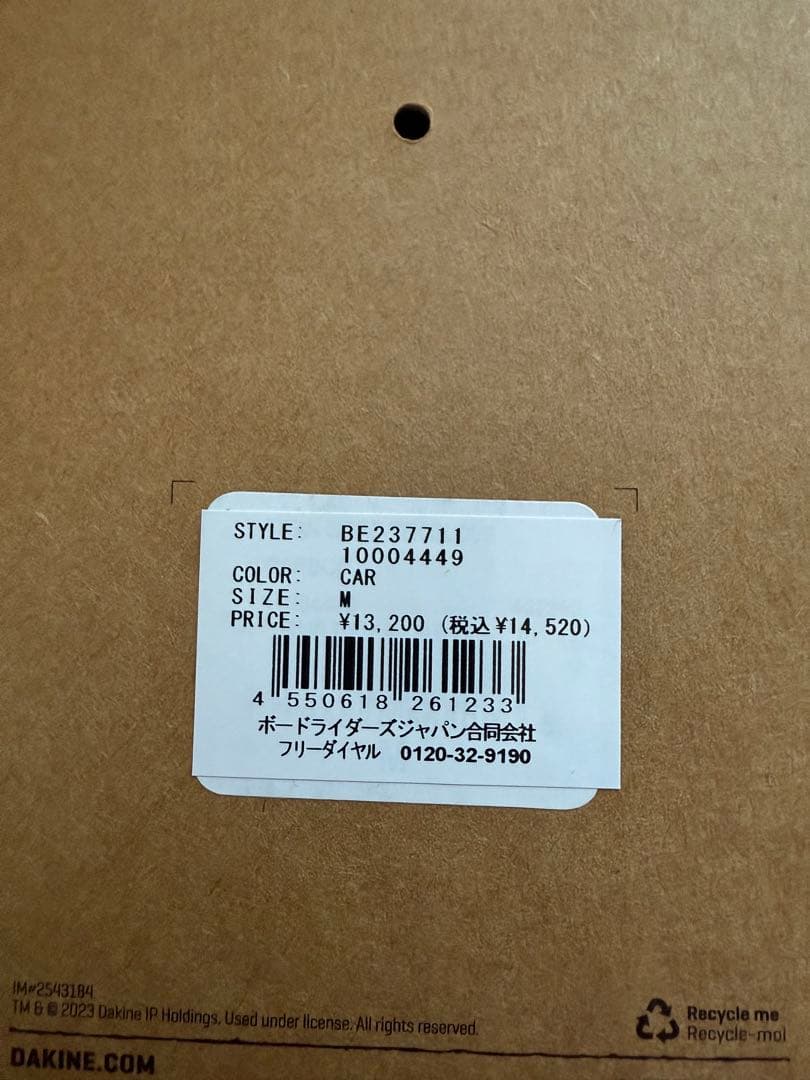 STYLE: BE237711
10004449
COLOR: CAR
SIZE: M
PRICE: ¥13,200 (税込¥14,520)
4 550618 261233
ボードライダーズジャパン合同会社
フリーダイヤル 0120-32-9190
IM#2543184
TM & © 2023 Dakine IP Holdings. Used under license. All rights reserved.
DAKINE.COM
Recycle me
Recycle-moi